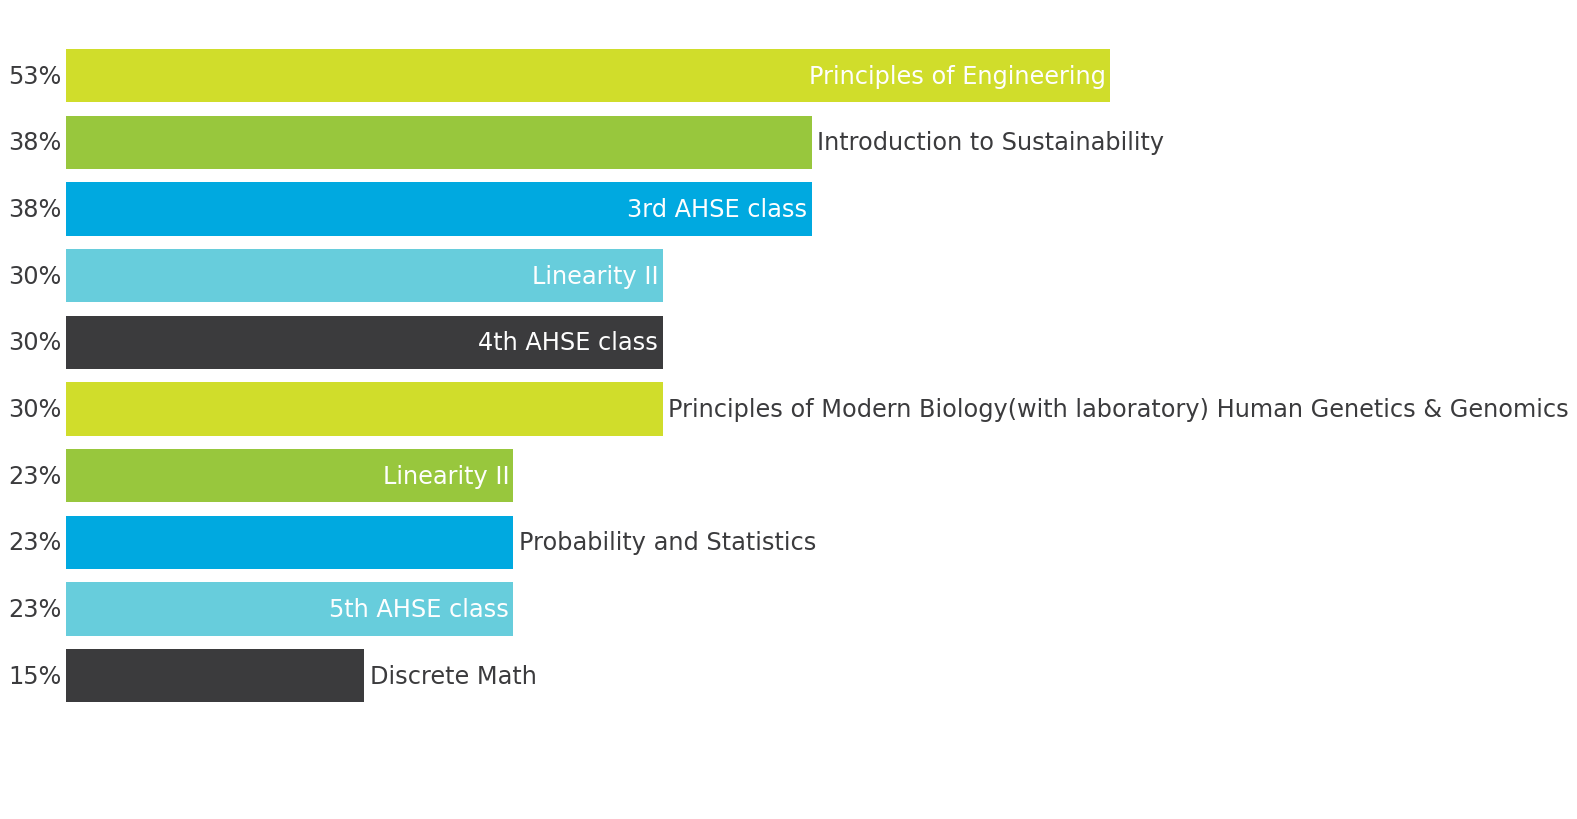 53% Principles of Engineering
38% Introduction to Sustainability
38% 3rd AHSE class
30% Linearity II
30% 4th AHSE class
30% Principles of Modern Biology(with laboratory) Human Genetics & Genomics
23% Linearity II
23% Probability and Statistics
23% 5th AHSE class
15% Discrete Math